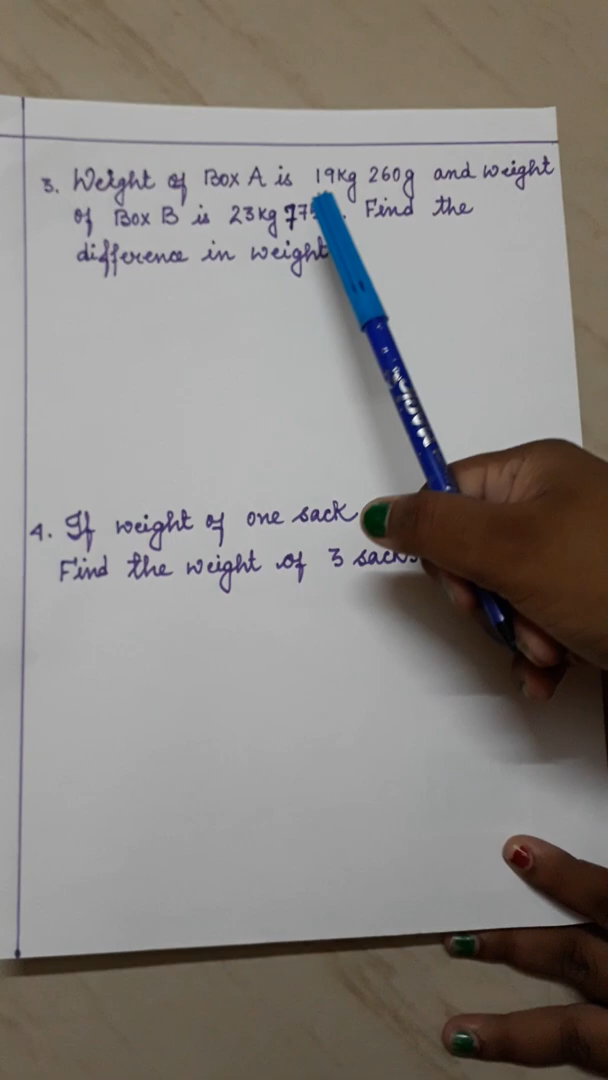 3. Weight of Box A is 19Kg 260g and weight
of Box B is 23kg Find the
difference in weight
4. If weight of one sack
Find the weight of 3 sacks